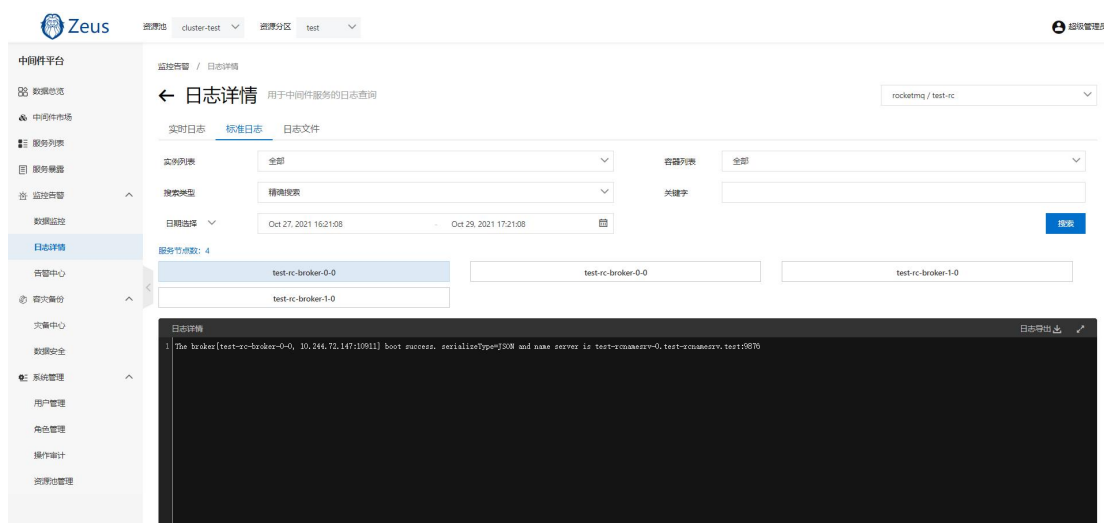 Zeus
资源池 cluster-test 资源分区 test 超级管理员
中间件平台
数据总览
中间件市场
服务列表
服务暴露
监控告警
数据监控
日志详情
告警中心
容灾备份
灾备中心
数据安全
系统管理
用户管理
角色管理
操作审计
资源池管理
监控告警 / 日志详情
← 日志详情 用于中间件服务的日志查询
rocketmq / test-rc
实时日志 标准日志 日志文件
实例列表 全部 容器列表 全部
搜索类型 精确搜索 关键字
日期选择 Oct 27, 2021 16:21:08 - Oct 29, 2021 17:21:08 搜索
服务节点数: 4
test-rc-broker-0-0 test-rc-broker-0-0 test-rc-broker-1-0
test-rc-broker-1-0
日志详情 日志导出
1 The broker[test-rc-broker-0-0, 10.244.72.147:10911] boot success. serializeType=JSON and name server is test-rcnamesrv-0.test-rcnamesrv.test:9876